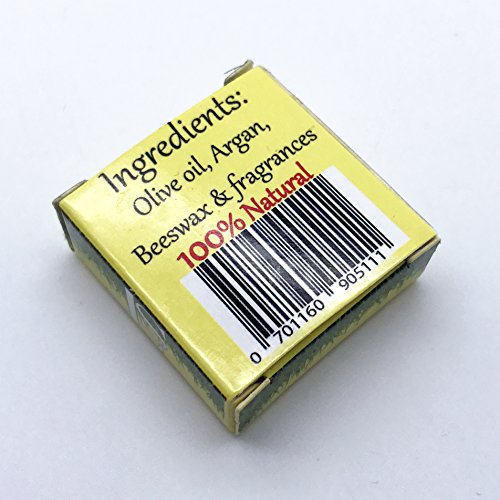 Ingredients:
Olive oil, Argan,
Beeswax & fragrances
100% Natural
0 701160 905111